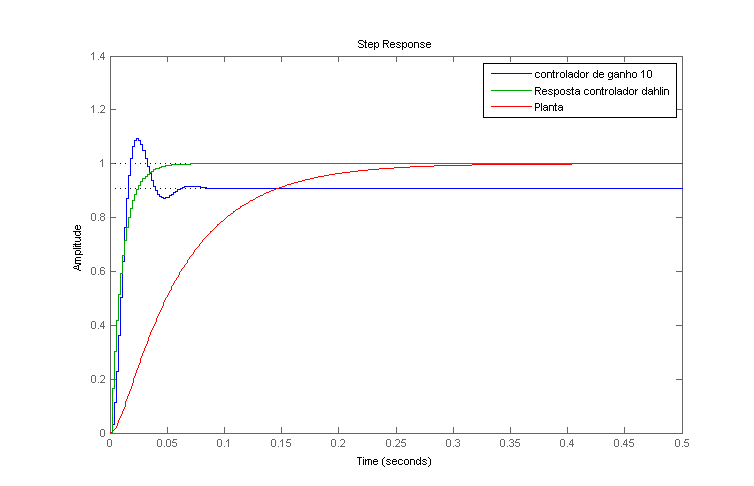 Step Response
controlador de ganho 10
Resposta controlador dahlin
Planta
Amplitude
1.4
1.2
1
0.8
0.6
0.4
0.2
0
0 0.05 0.1 0.15 0.2 0.25 0.3 0.35 0.4 0.45 0.5
Time (seconds)